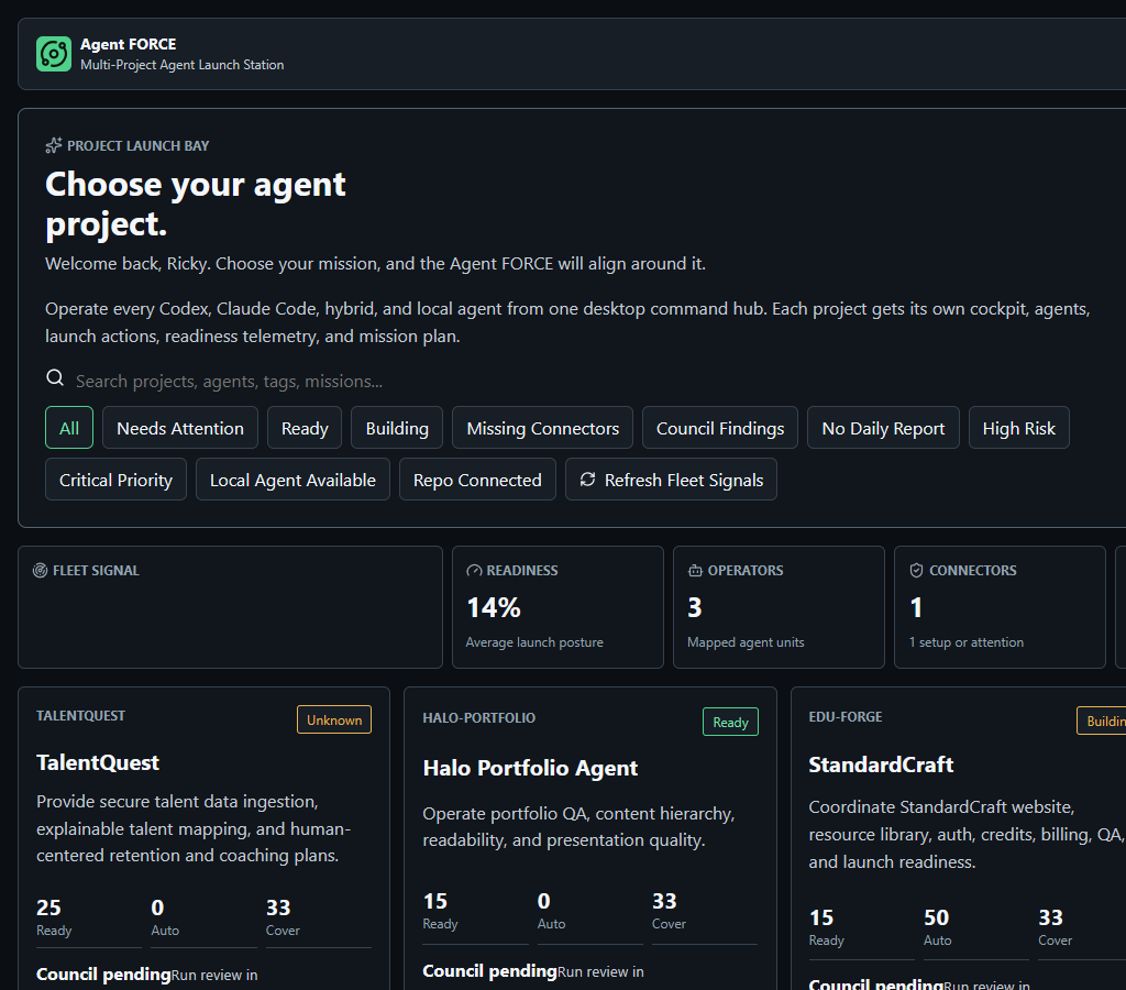 Agent FORCE
Multi-Project Agent Launch Station
PROJECT LAUNCH BAY
Choose your agent
project.
Welcome back, Ricky. Choose your mission, and the Agent FORCE will align around it.
Operate every Codex, Claude Code, hybrid, and local agent from one desktop command hub. Each project gets its own cockpit, agents,
launch actions, readiness telemetry, and mission plan.
Search projects, agents, tags, missions...
All Needs Attention Ready Building Missing Connectors Council Findings No Daily Report High Risk
Critical Priority Local Agent Available Repo Connected Refresh Fleet Signals
FLEET SIGNAL
READINESS
14%
Average launch posture
OPERATORS
3
Mapped agent units
CONNECTORS
1
1 setup or attention
TALENTQUEST
Unknown
TalentQuest
Provide secure talent data ingestion,
explainable talent mapping, and human-
centered retention and coaching plans.
25 0 33
Ready Auto Cover
Council pendingRun review in
HALO-PORTFOLIO
Ready
Halo Portfolio Agent
Operate portfolio QA, content hierarchy,
readability, and presentation quality.
15 0 33
Ready Auto Cover
Council pendingRun review in
EDU-FORGE
Buildin
StandardCraft
Coordinate StandardCraft website,
resource library, auth, credits, billing, QA,
and launch readiness.
15 50 33
Ready Auto Cover
Council pendingRun review in